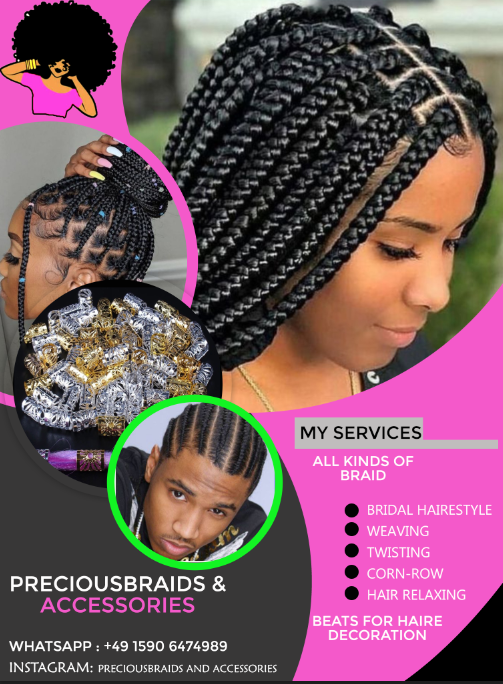 MY SERVICES
ALL KINDS OF
BRAID
BRIDAL HAIRESTYLE
WEAVING
TWISTING
CORN-ROW
HAIR RELAXING
BEATS FOR HAIRE
DECORATION
PRECIOUSBRAIDS &
ACCESSORIES
WHATSAPP : +49 1590 6474989
INSTAGRAM: PRECIOUSBRAIDS AND ACCESSORIES